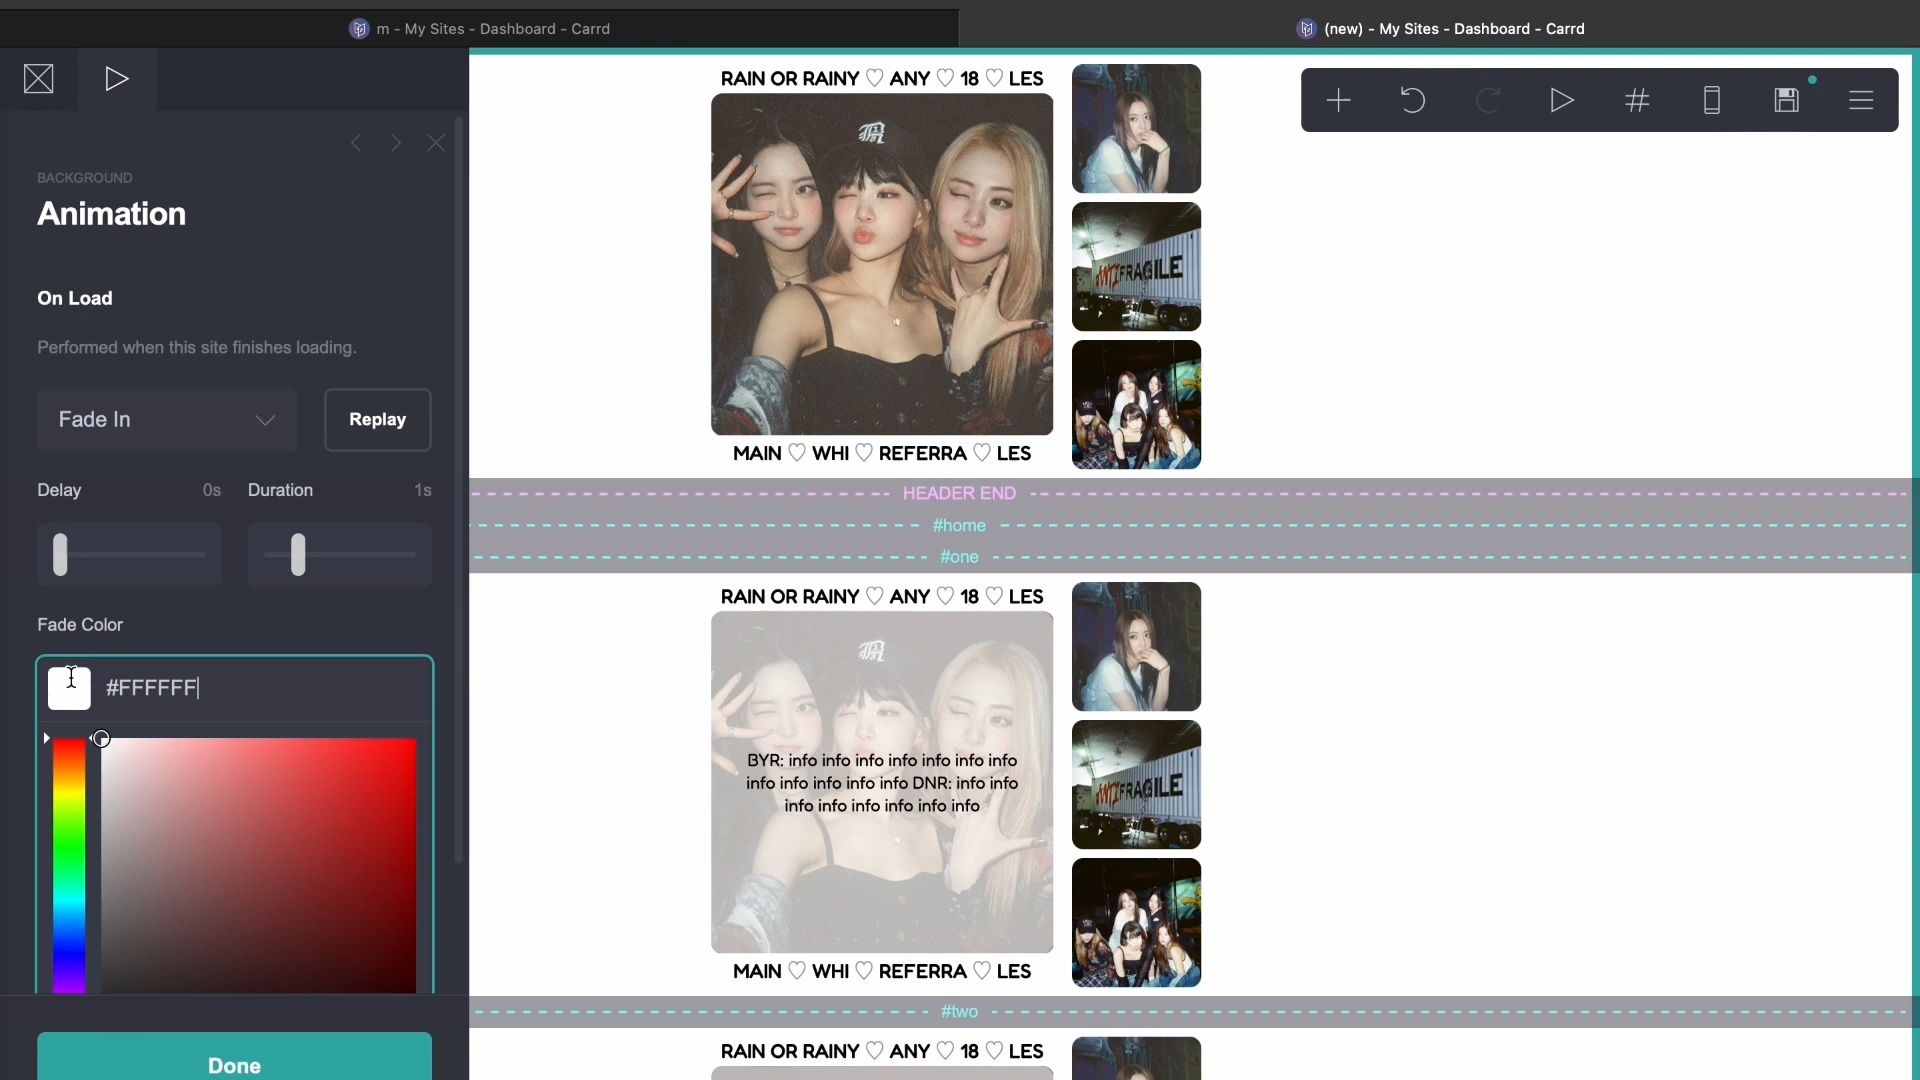 m - My Sites - Dashboard - Carrd
(new) - My Sites - Dashboard - Carrd
BACKGROUND
Animation
On Load
Performed when this site finishes loading.
Fade In
Replay
Delay 0s Duration 1s
Fade Color
#FFFFFF
Done
RAIN OR RAINY ♡ ANY ♡ 18 ♡ LES
ANTIFRAGILE
MAIN ♡ WHI ♡ REFERRA ♡ LES
HEADER END
#home
#one
RAIN OR RAINY ♡ ANY ♡ 18 ♡ LES
BYR: info info info info info info info
info info info info info DNR: info info
info info info info info info
ANTIFRAGILE
MAIN ♡ WHI ♡ REFERRA ♡ LES
#two
RAIN OR RAINY ♡ ANY ♡ 18 ♡ LES